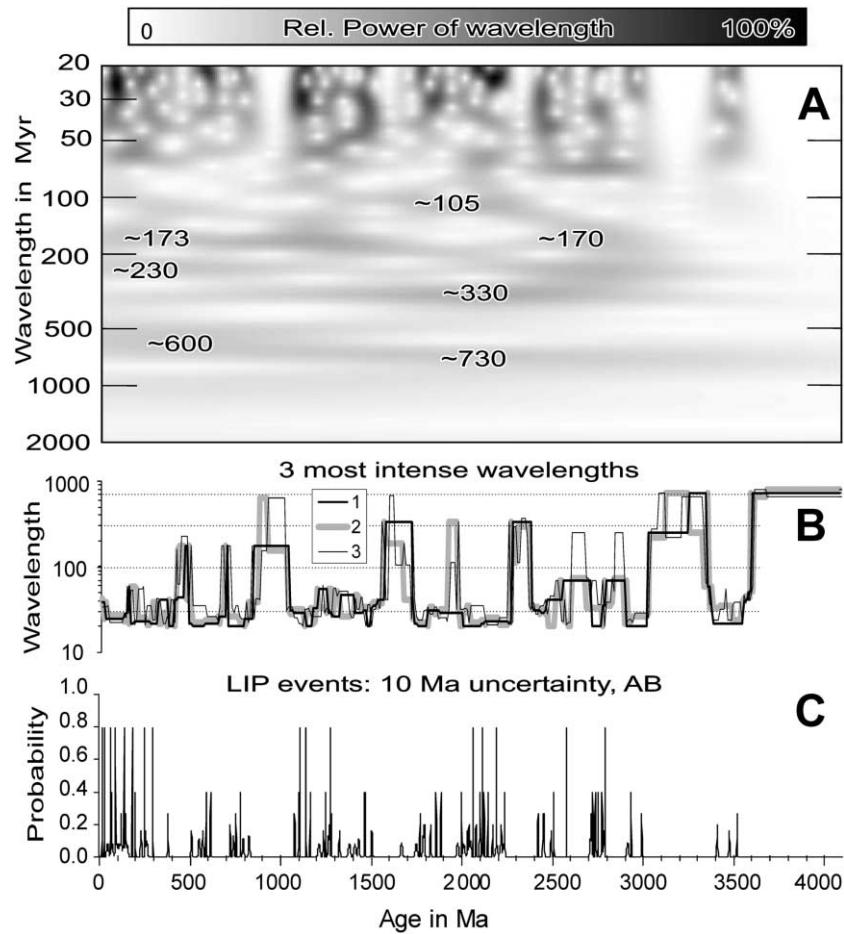 0 Rel. Power of wavelength 100%
A
Wavelength in Myr
20
30
50
100
200
500
1000
2000
~105
~173
~170
~230
~330
~600
~730
3 most intense wavelengths
B
Wavelength
1000
100
10
1
2
3
LIP events: 10 Ma uncertainty, AB
C
Probability
1.0
0.8
0.6
0.4
0.2
0.0
0 500 1000 1500 2000 2500 3000 3500 4000
Age in Ma